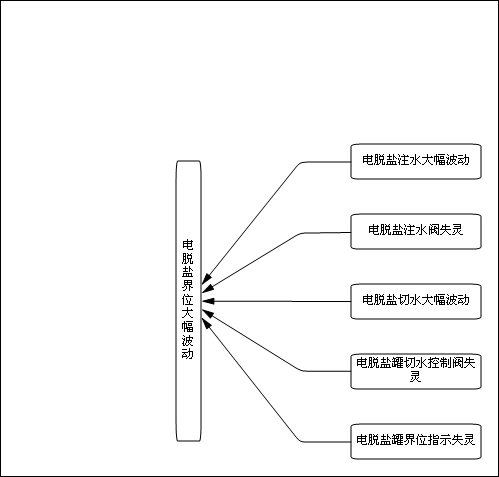 电脱盐界位大幅波动
电脱盐注水大幅波动
电脱盐注水阀失灵
电脱盐切水大幅波动
电脱盐罐切水控制阀失
灵
电脱盐罐界位指示失灵